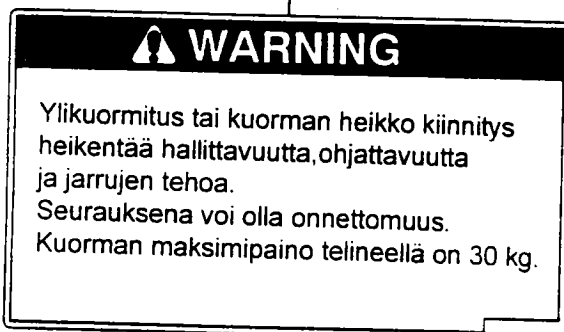 WARNING
Ylikuormitus tai kuorman heikko kiinnitys
heikentää hallittavuutta,ohjattavuutta
ja jarrujen tehoa.
Seurauksena voi olla onnettomuus.
Kuorman maksimipaino telineellä on 30 kg.